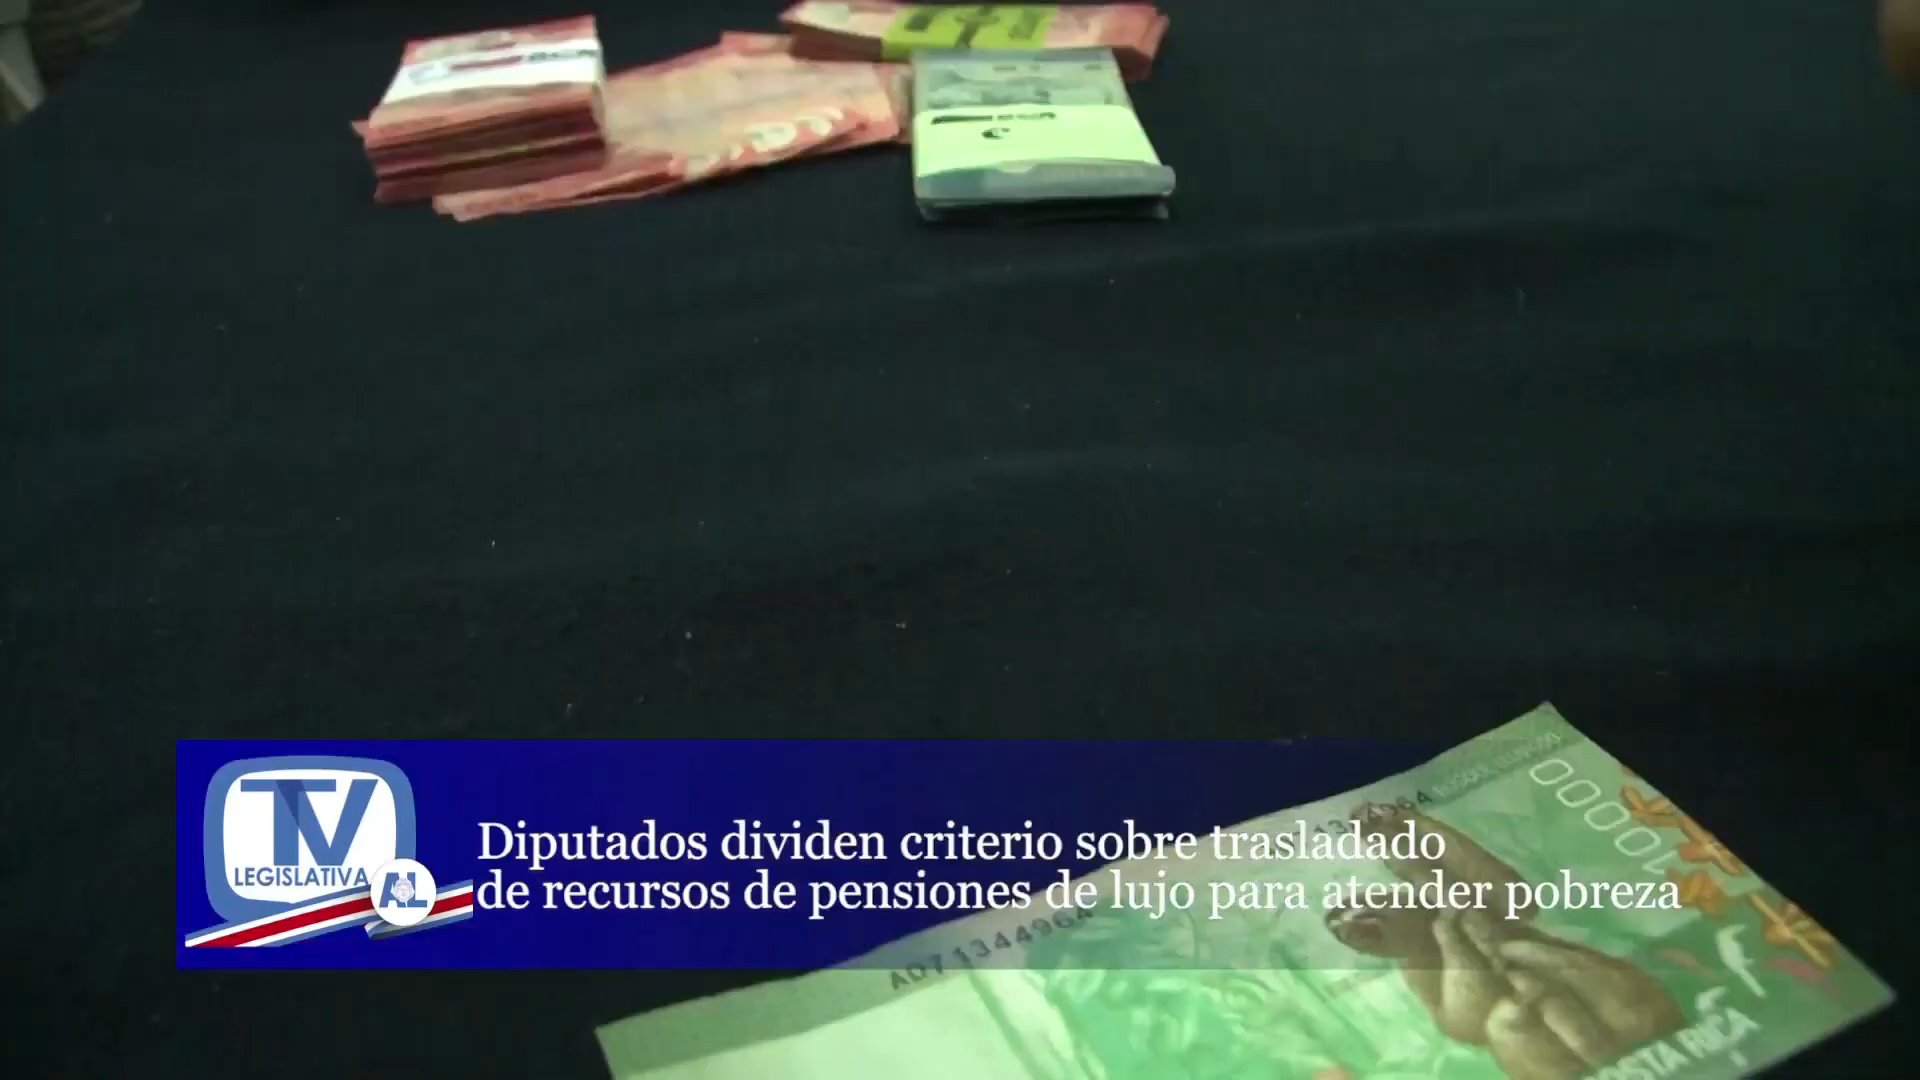 TV
LEGISLATIVA
AL
Diputados dividen criterio sobre trasladado
de recursos de pensiones de lujo para atender pobreza
10000
A071344964
COSTA RICA